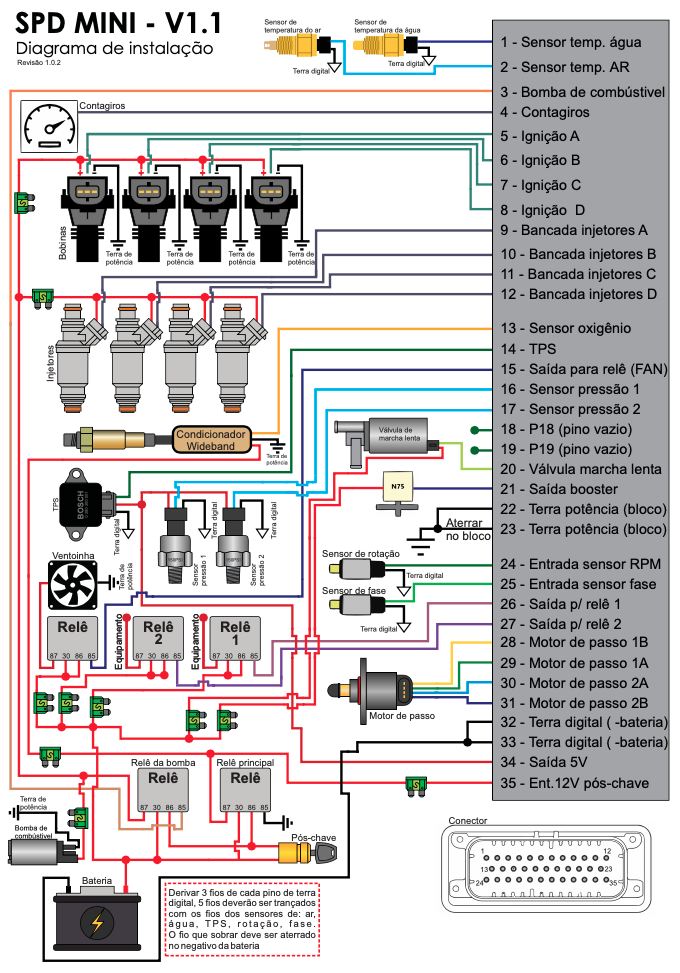 SPD MINI - V1.1
Diagrama de instalação
Revisão 1.0.2
Sensor de
temperatura do ar
Sensor de
temperatura da água
Terra digital
Terra digital
1 - Sensor temp. água
2 - Sensor temp. AR
3 - Bomba de combústivel
4 - Contagiros
5 - Ignição A
6 - Ignição B
7 - Ignição C
8 - Ignição D
9 - Bancada injetores A
10 - Bancada injetores B
11 - Bancada injetores C
12 - Bancada injetores D
13 - Sensor oxigênio
14 - TPS
15 - Saída para relê (FAN)
16 - Sensor pressão 1
17 - Sensor pressão 2
18 - P18 (pino vazio)
19 - P19 (pino vazio)
20 - Válvula marcha lenta
21 - Saída booster
22 - Terra potência (bloco)
23 - Terra potência (bloco)
24 - Entrada sensor RPM
25 - Entrada sensor fase
26 - Saída p/ relê 1
27 - Saída p/ relê 2
28 - Motor de passo 1B
29 - Motor de passo 1A
30 - Motor de passo 2A
31 - Motor de passo 2B
32 - Terra digital ( -bateria)
33 - Terra digital ( -bateria)
34 - Saída 5V
35 - Ent.12V pós-chave
Contagiros
Bobinas
Terra de
potência
Terra de
potência
Terra de
potência
Terra de
potência
Injetores
Condicionador
Wideband
Terra de
potência
Válvula de
marcha lenta
N75
Aterrar
no bloco
TPS
BOSCH
Terra digital
Sensor
pressão 1
Terra digital
Sensor
pressão 2
Terra digital
Sensor de rotação
Terra digital
Sensor de fase
Terra digital
Ventoinha
Terra de
potência
Relê
87 30 86 85
Equipamento
Relê
2
87 30 86 85
Equipamento
Relê
1
87 30 86 85
Motor de passo
Relê da bomba
Relê
87 30 86 85
Relê principal
Relê
87 30 86 85
Terra de
potência
Bomba de
combústivel
Pós-chave
Bateria
Derivar 3 fios de cada pino de terra
digital, 5 fios deverão ser trançados
com os fios dos sensores de: ar,
água, TPS, rotação, fase.
O fio que sobrar deve ser aterrado
no negativo da bateria
Conector
1
12
13
23
24
35